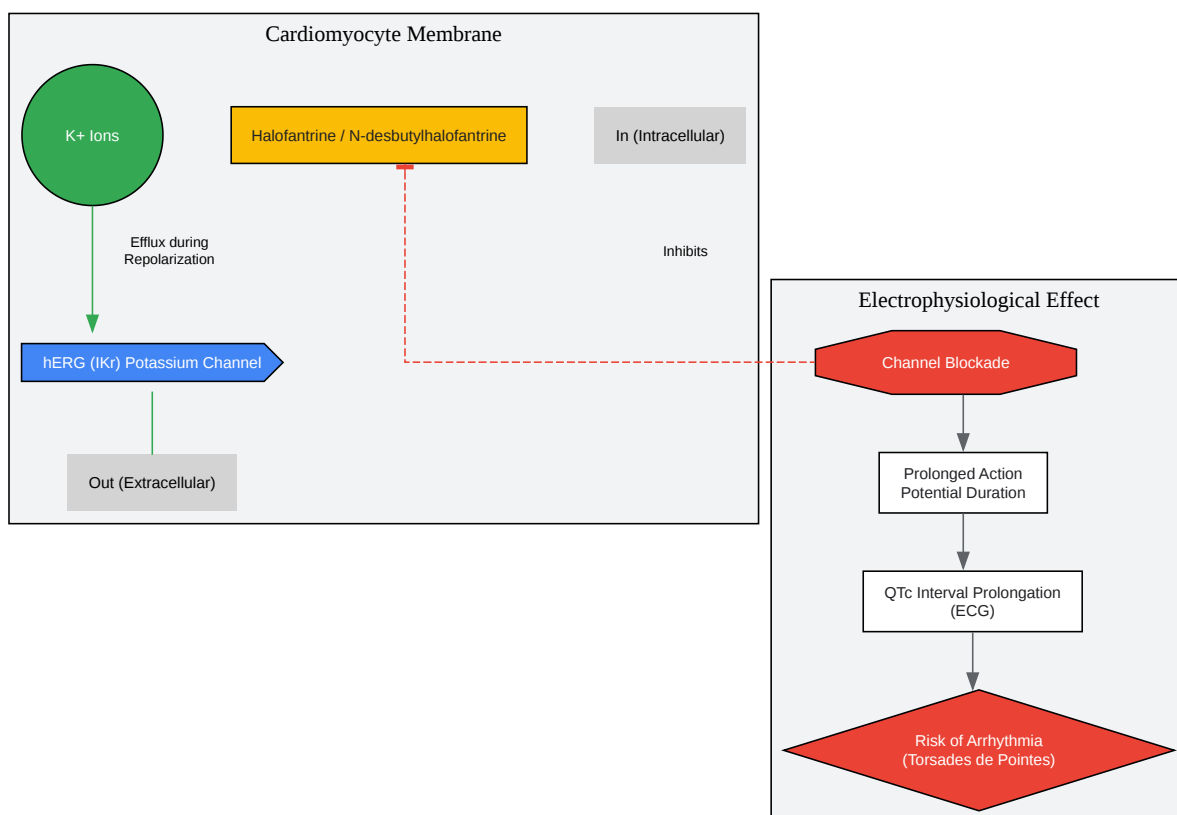 Cardiomyocyte Membrane
K+ Ions
Halofantrine / N-desbutylhalofantrine
In (Intracellular)
Efflux during
Repolarization
Inhibits
hERG (IKr) Potassium Channel
Out (Extracellular)
Electrophysiological Effect
Channel Blockade
Prolonged Action
Potential Duration
QTc Interval Prolongation
(ECG)
Risk of Arrhythmia
(Torsades de Pointes)